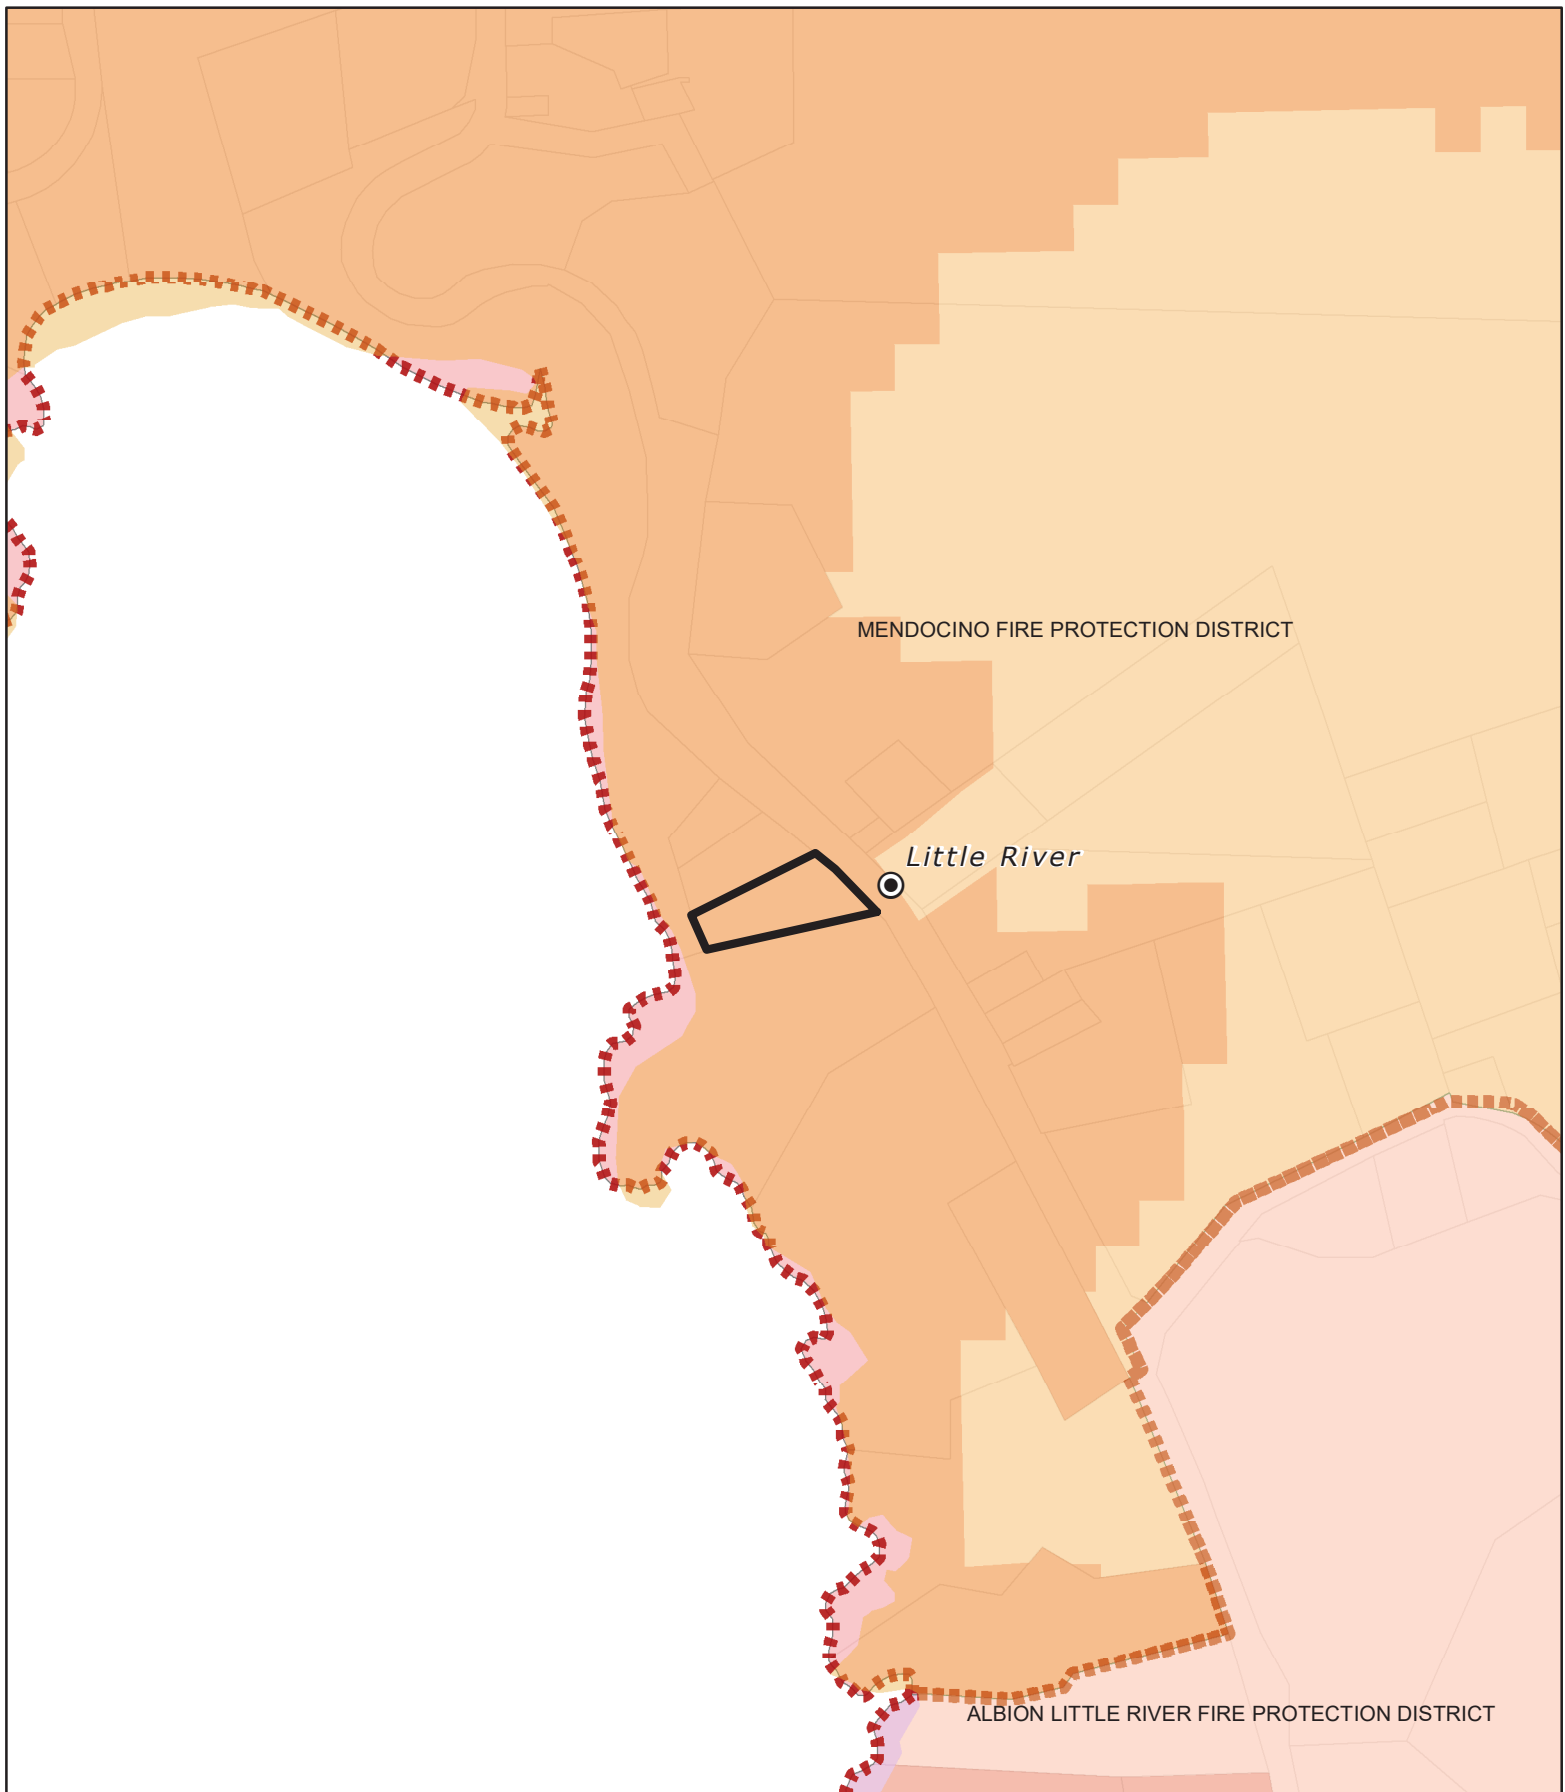 MENDOCINO FIRE PROTECTION DISTRICT
Little River
ALBION LITTLE RIVER FIRE PROTECTION DISTRICT